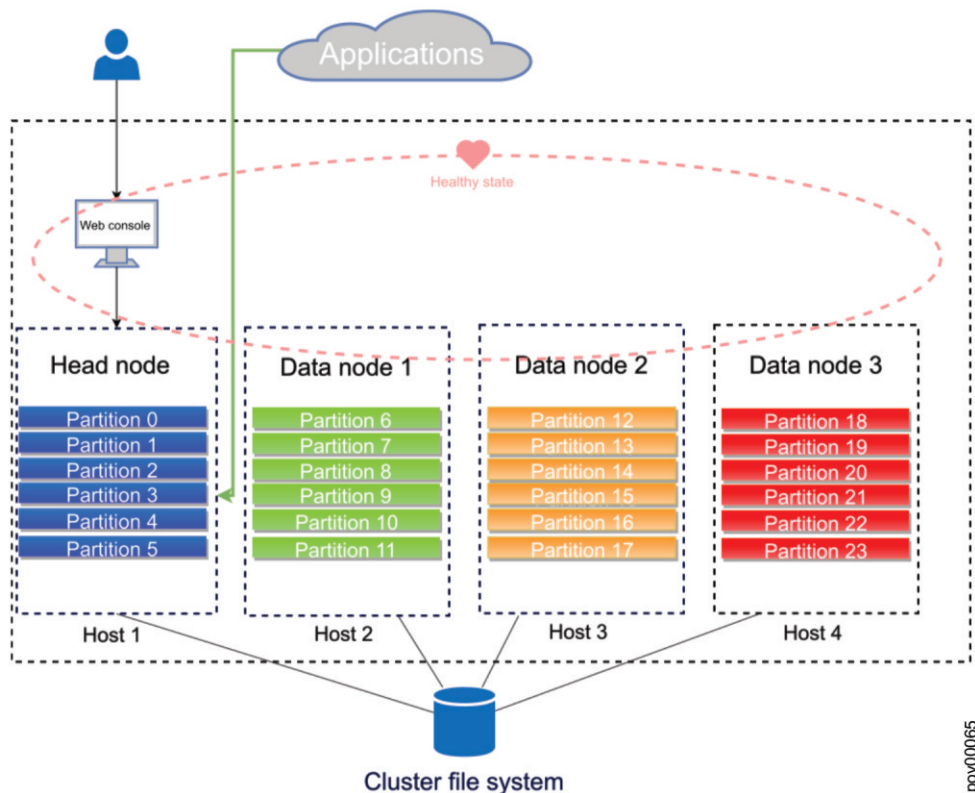 Applications
Healthy state
Web console
Head node
Partition 0
Partition 1
Partition 2
Partition 3
Partition 4
Partition 5
Host 1
Data node 1
Partition 6
Partition 7
Partition 8
Partition 9
Partition 10
Partition 11
Host 2
Data node 2
Partition 12
Partition 13
Partition 14
Partition 15
Partition 16
Partition 17
Host 3
Data node 3
Partition 18
Partition 19
Partition 20
Partition 21
Partition 22
Partition 23
Host 4
Cluster file system